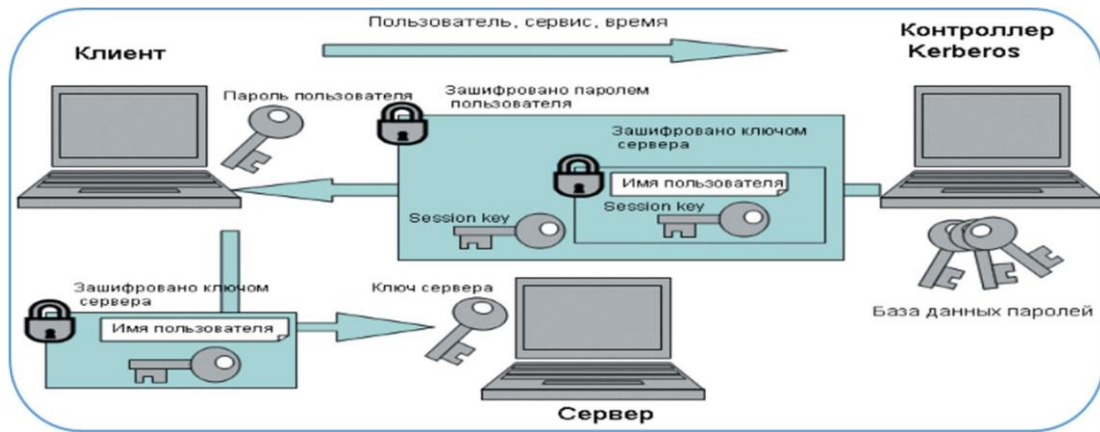 Пользователь, сервис, время
Клиент
Контроллер
Kerberos
Пароль пользователя
Зашифровано паролем
пользователя
Зашифровано ключом
сервера
Имя пользователя
Session key
Session key
Зашифровано ключом
сервера
Имя пользователя
Ключ сервера
База данных паролей
Сервер